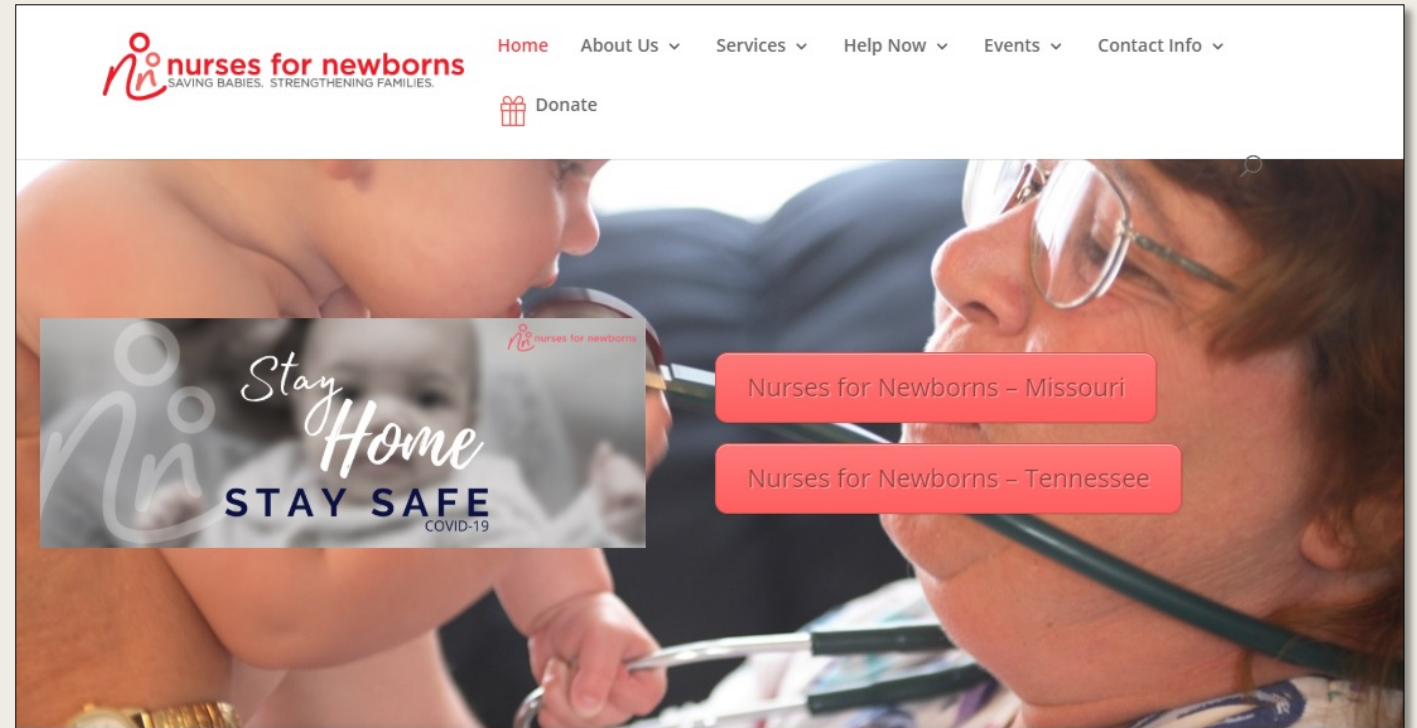 nurses for newborns
SAVING BABIES. STRENGTHENING FAMILIES.
Home About Us Services Help Now Events Contact Info
Donate
nurses for newborns
Stay
Home
STAY SAFE
COVID-19
Nurses for Newborns – Missouri
Nurses for Newborns – Tennessee